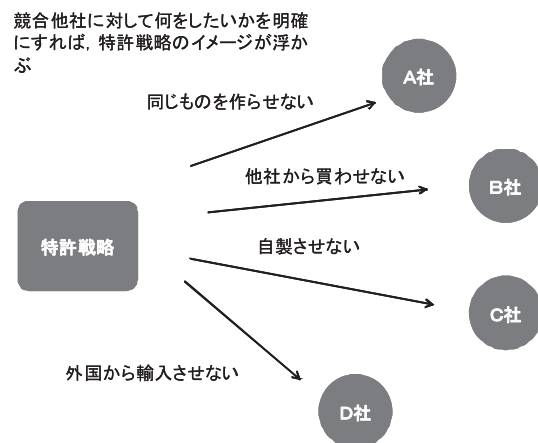 競合他社に対して何をしたいかを明確
にすれば，特許戦略のイメージが浮か
ぶ
A社
同じものを作らせない
他社から買わせない
B社
特許戦略
自製させない
C社
外国から輸入させない
D社